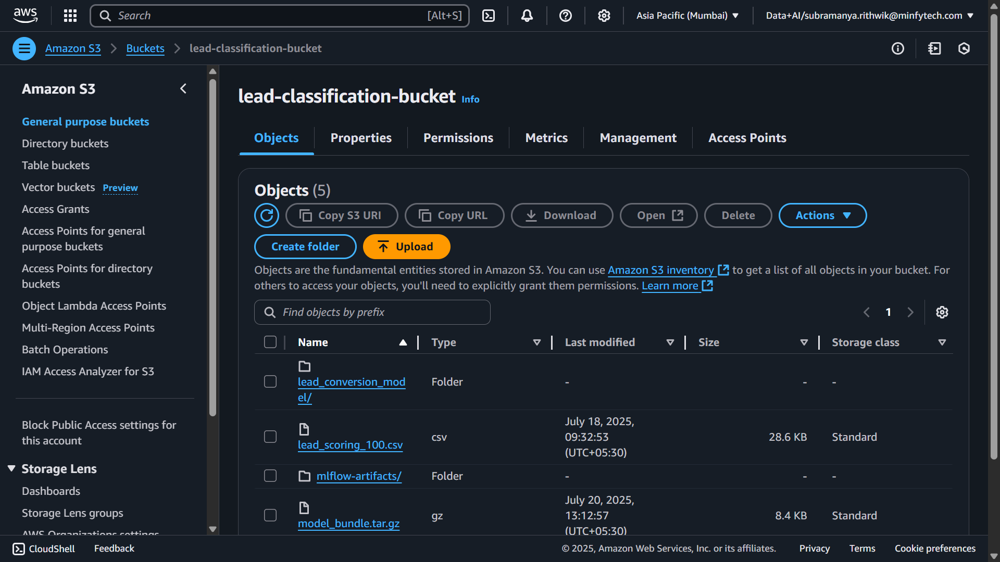 aws
Search
[Alt+S]
Asia Pacific (Mumbai)
Data+AI/subramanya.rithwik@minfytech.com
Amazon S3
Buckets
lead-classification-bucket
Amazon S3
General purpose buckets
Directory buckets
Table buckets
Vector buckets Preview
Access Grants
Access Points for general
purpose buckets
Access Points for directory
buckets
Object Lambda Access Points
Multi-Region Access Points
Batch Operations
IAM Access Analyzer for S3
Block Public Access settings for
this account
Storage Lens
Dashboards
Storage Lens groups
AWS Organizations settings
lead-classification-bucket Info
Objects
Properties
Permissions
Metrics
Management
Access Points
Objects (5)
Copy S3 URI
Copy URL
Download
Open
Delete
Actions
Create folder
Upload
Objects are the fundamental entities stored in Amazon S3. You can use Amazon S3 inventory to get a list of all objects in your bucket. For
others to access your objects, you'll need to explicitly grant them permissions. Learn more
Find objects by prefix
1
Name
Type
Last modified
Size
Storage class
lead_conversion_mod
el/
Folder
-
-
-
lead_scoring_100.csv
csv
July 18, 2025,
09:32:53
(UTC+05:30)
28.6 KB
Standard
mlflow-artifacts/
Folder
-
-
-
model_bundle.tar.gz
gz
July 20, 2025,
13:12:57
(UTC+05:30)
8.4 KB
Standard
CloudShell
Feedback
© 2025, Amazon Web Services, Inc. or its affiliates.
Privacy
Terms
Cookie preferences